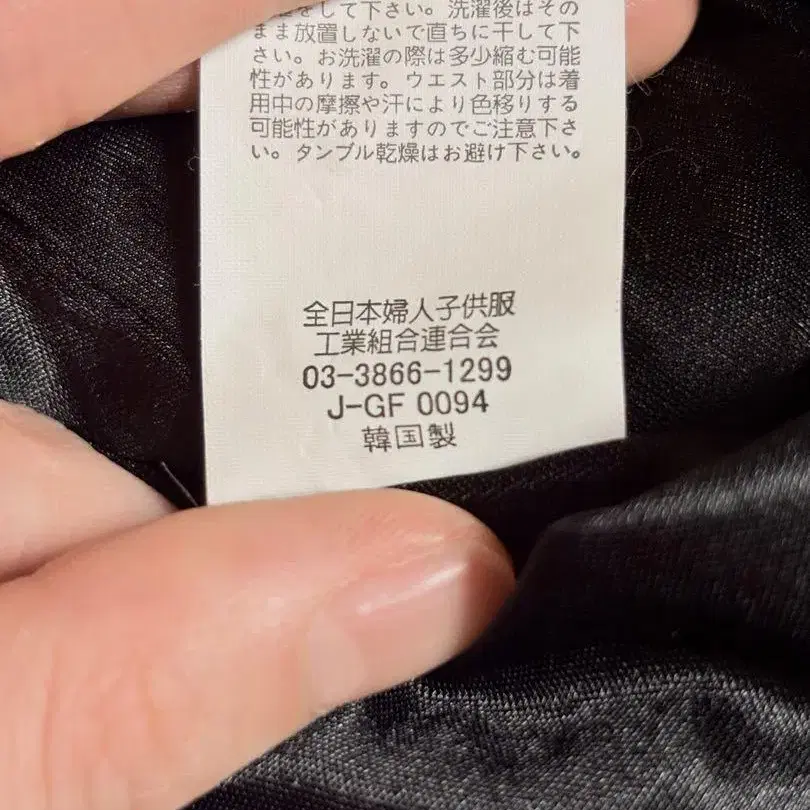 をして下さい。洗濯後はその
まま放置しないで直ちに干して下
さい。お洗濯の際は多少縮む可能
性があります。ウエスト部分は着
用中の摩擦や汗により色移りする
可能性がありますのでご注意下さ
い。タンブル乾燥はお避け下さい。
全日本婦人子供服
工業組合連合会
03-3866-1299
J-GF 0094
韓国製